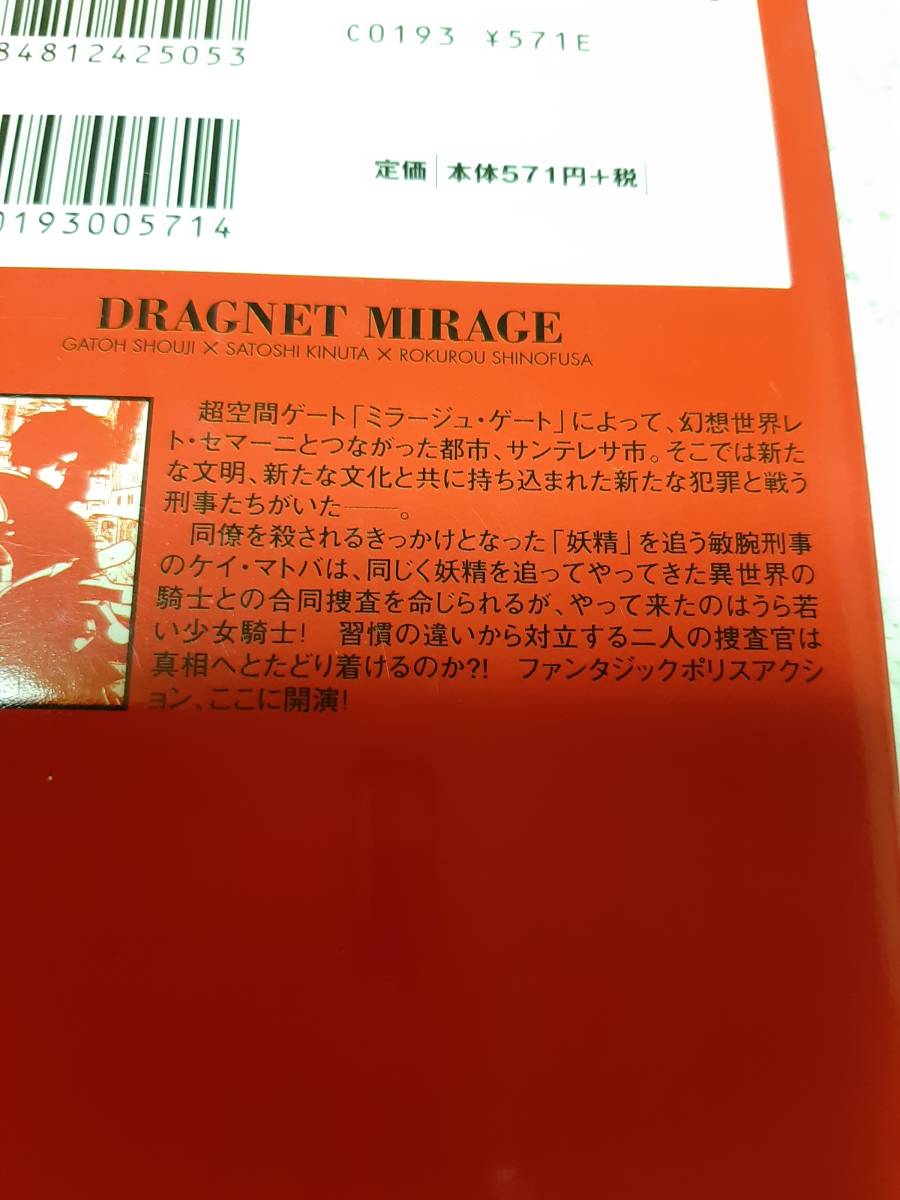 84812425053
C0193 ¥571E
0193005714
定価 本体571円+税
DRAGNET MIRAGE
GATOH SHOUJI × SATOSHI KINUTA × ROKUROU SHINOFUSA
超空間ゲート「ミラージュ・ゲート」によって、幻想世界レ
ト・セマーニとつながった都市、サンテレサ市。そこでは新た
な文明、新たな文化と共に持ち込まれた新たな犯罪と戦う
刑事たちがいた――。
同僚を殺されるきっかけとなった「妖精」を追う敏腕刑事
のケイ・マトバは、同じく妖精を追ってやってきた異世界の
騎士との合同捜査を命じられるが、やって来たのはうら若
い少女騎士! 習慣の違いから対立する二人の捜査官は
真相へとたどり着けるのか?! ファンタジックポリスアクシ
ョン、ここに開演!